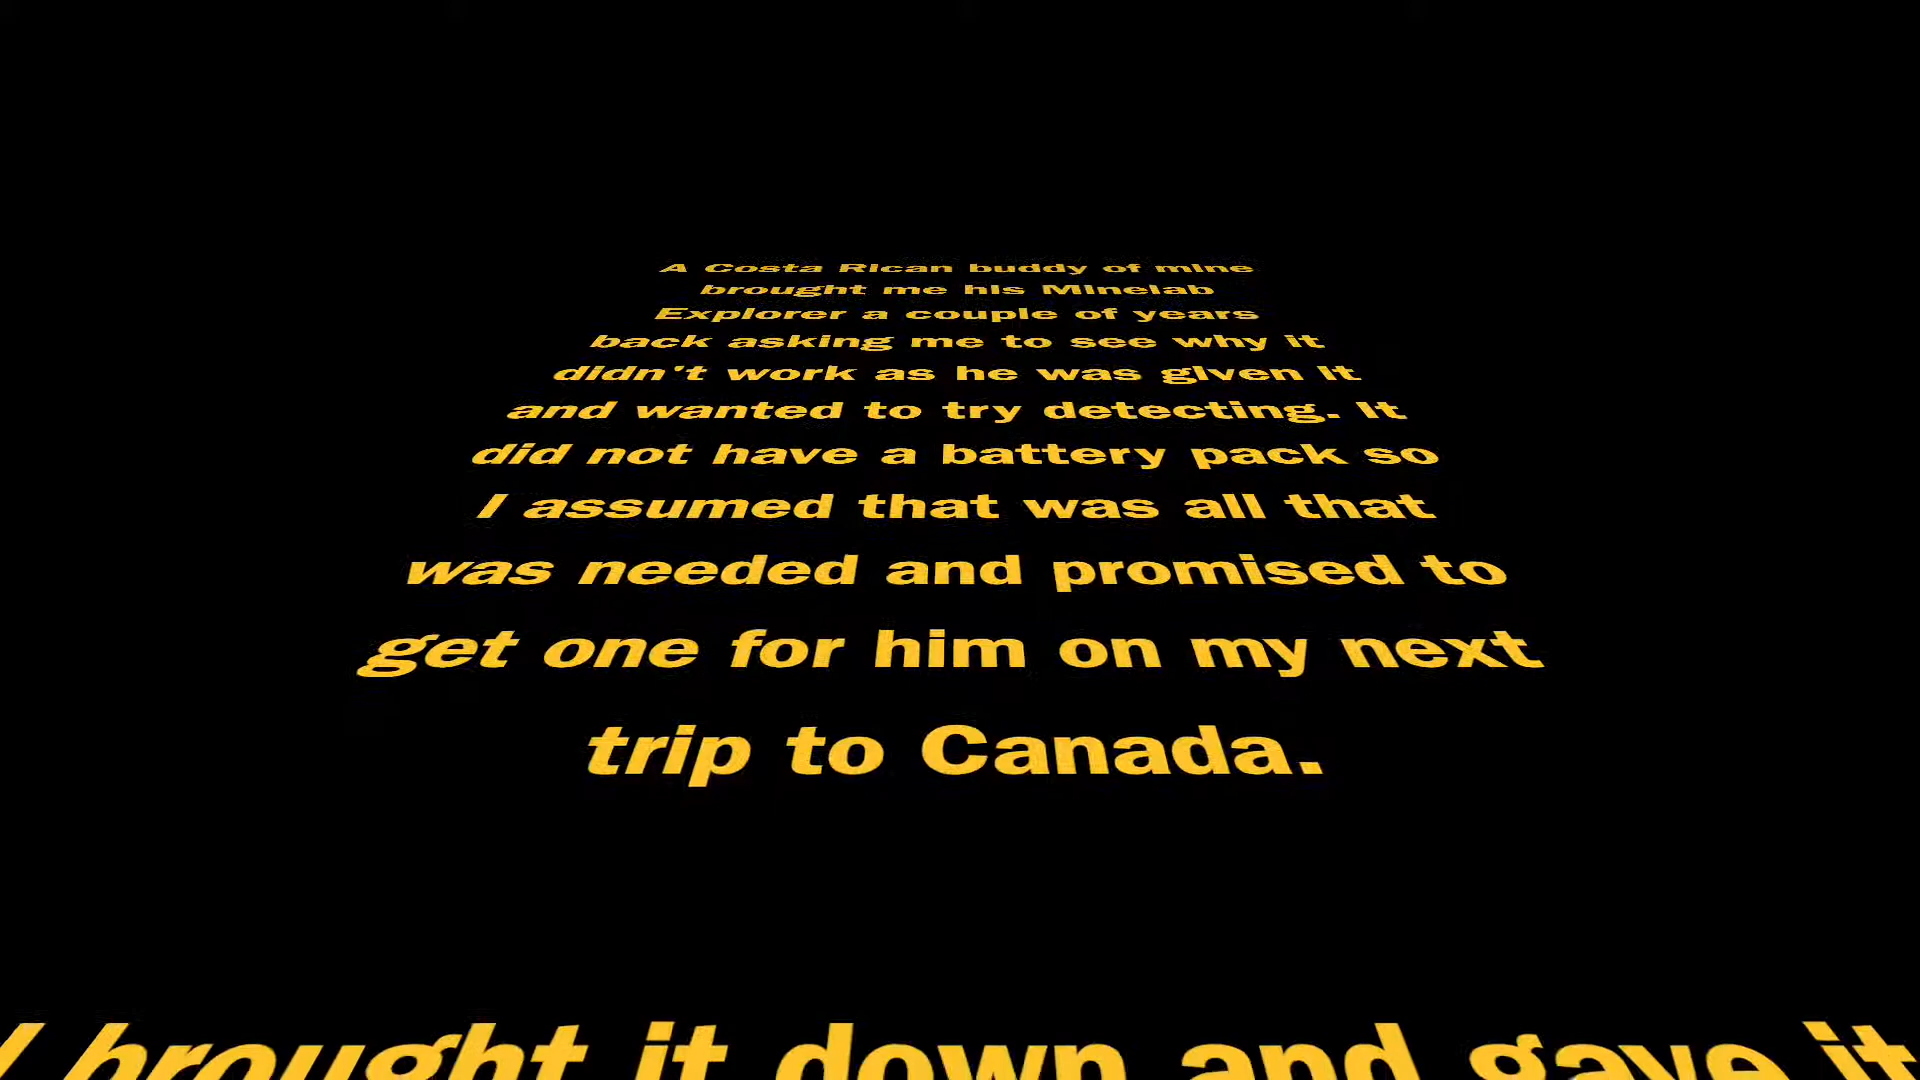 A Costa Rican buddy of mine
brought me his Minelab
Explorer a couple of years
back asking me to see why it
didn't work as he was given it
and wanted to try detecting. It
did not have a battery pack so
I assumed that was all that
was needed and promised to
get one for him on my next
trip to Canada.
I brought it down and gave it